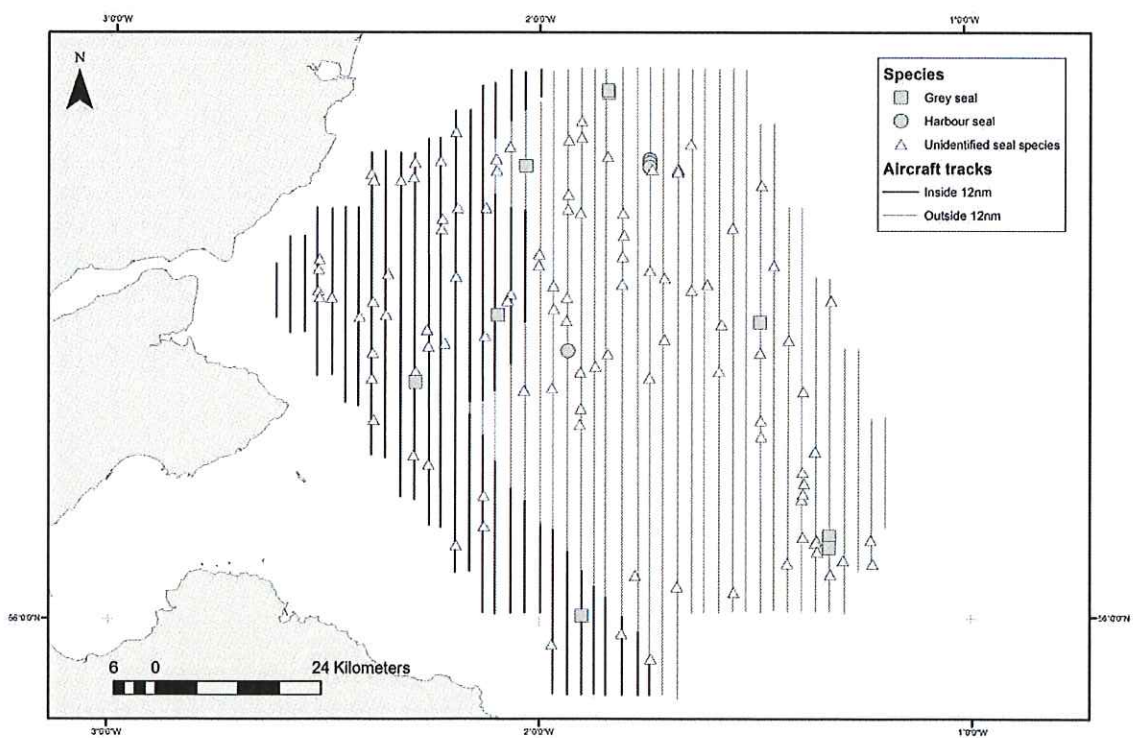 3°0'0"W 2°0'0"W 1°0'0"W
N
Species
Grey seal
Harbour seal
Unidentified seal species
Aircraft tracks
Inside 12nm
Outside 12nm
56°0'0"N 56°0'0"N
6 0 24 Kilometers
3°0'0"W 2°0'0"W 1°0'0"W